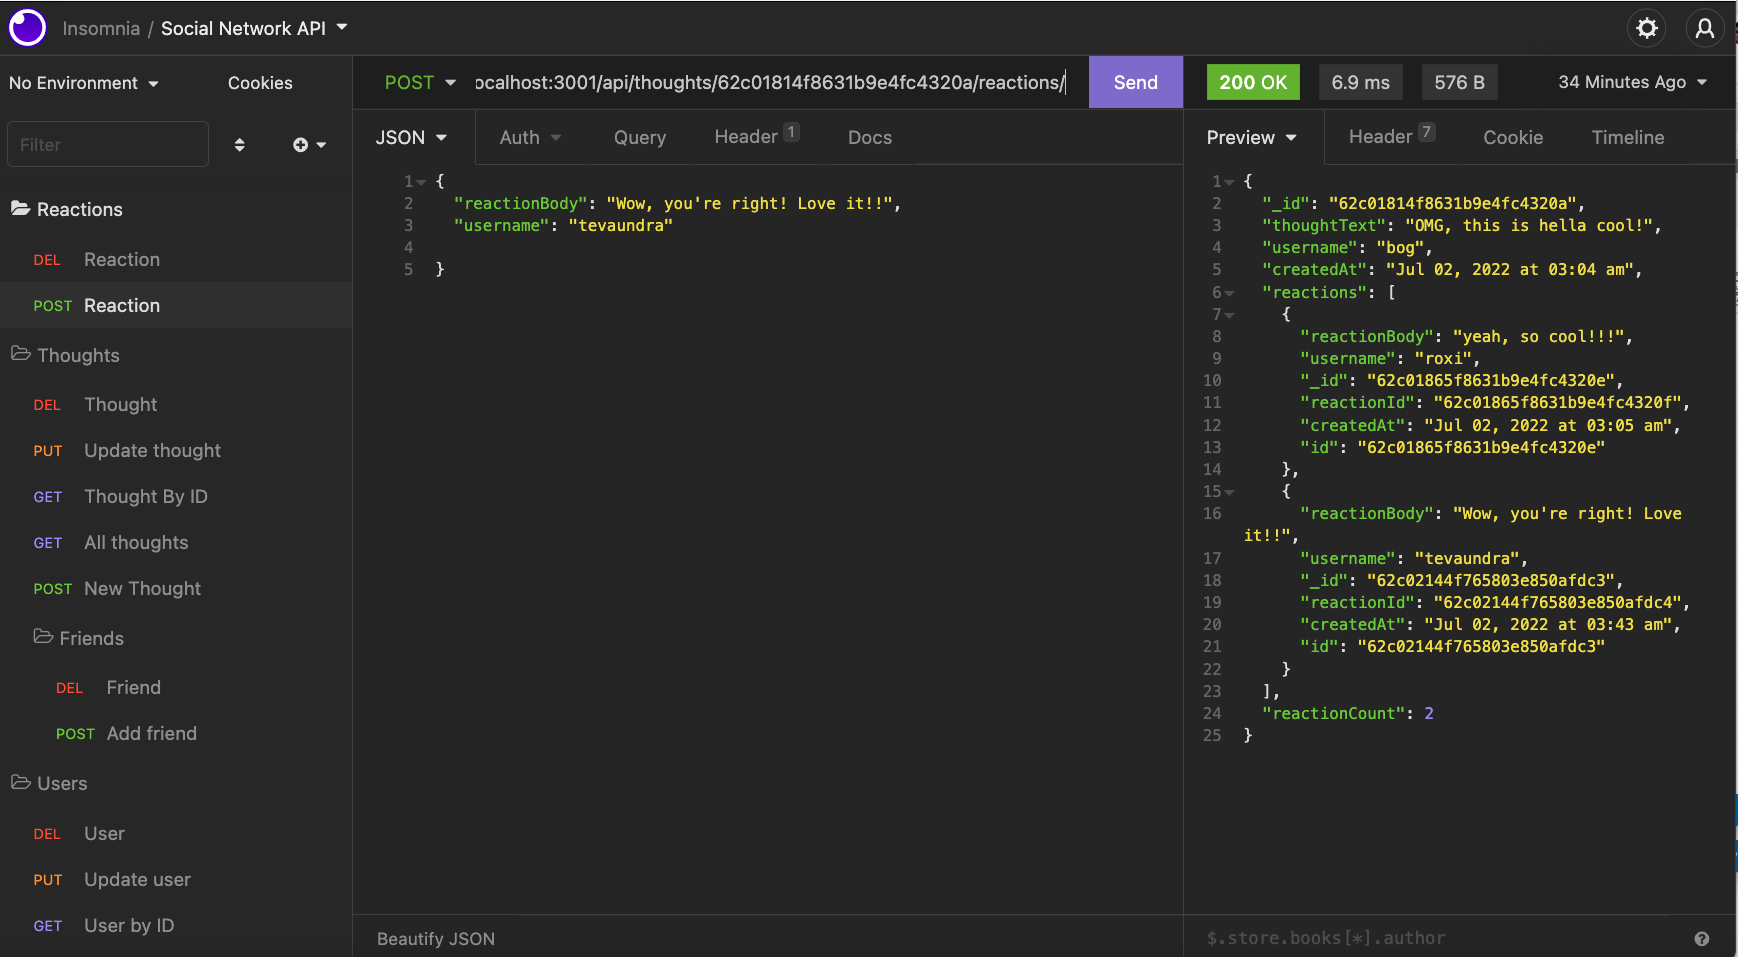 Insomnia / Social Network API
No Environment Cookies
Filter
Reactions
DEL Reaction
POST Reaction
Thoughts
DEL Thought
PUT Update thought
GET Thought By ID
GET All thoughts
POST New Thought
Friends
DEL Friend
POST Add friend
Users
DEL User
PUT Update user
GET User by ID
POST ocalhost:3001/api/thoughts/62c01814f8631b9e4fc4320a/reactions/ Send
JSON Auth Query Header 1 Docs
1 {
2 "reactionBody": "Wow, you're right! Love it!!",
3 "username": "tevaundra"
4
5 }
Beautify JSON
200 OK 6.9 ms 576 B 34 Minutes Ago
Preview Header 7 Cookie Timeline
1 {
2 "_id": "62c01814f8631b9e4fc4320a",
3 "thoughtText": "OMG, this is hella cool!",
4 "username": "bog",
5 "createdAt": "Jul 02, 2022 at 03:04 am",
6 "reactions": [
7 {
8 "reactionBody": "yeah, so cool!!!",
9 "username": "roxi",
10 "_id": "62c01865f8631b9e4fc4320e",
11 "reactionId": "62c01865f8631b9e4fc4320f",
12 "createdAt": "Jul 02, 2022 at 03:05 am",
13 "id": "62c01865f8631b9e4fc4320e"
14 },
15 {
16 "reactionBody": "Wow, you're right! Love
it!!",
17 "username": "tevaundra",
18 "_id": "62c02144f765803e850afdc3",
19 "reactionId": "62c02144f765803e850afdc4",
20 "createdAt": "Jul 02, 2022 at 03:43 am",
21 "id": "62c02144f765803e850afdc3"
22 }
23 ],
24 "reactionCount": 2
25 }
$.store.books[*].author